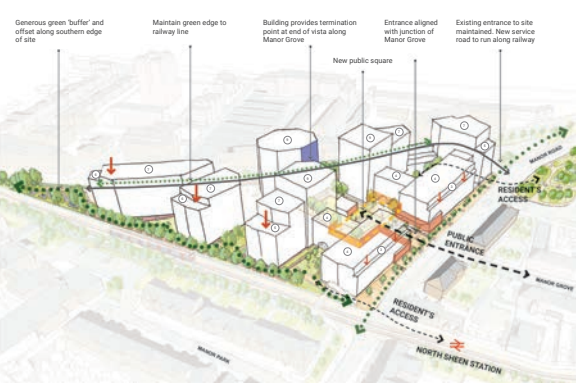 Generous green 'buffer' and
offset along southern edge
of site
Maintain green edge to
railway line
Building provides termination
point at end of vista along
Manor Grove
Entrance aligned
with junction of
Manor Grove
Existing entrance to site
maintained. New service
road to run along railway
New public square
MANOR ROAD
RESIDENT'S
ACCESS
PUBLIC
ENTRANCE
MANOR GROVE
RESIDENT'S
ACCESS
NORTH SHEEN STATION
MANOR PARK